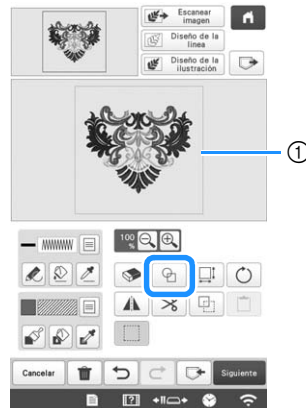 Escanear
imagen
Diseño de la
línea
Diseño de la
ilustración
①
100
%
Cancelar
Siguiente